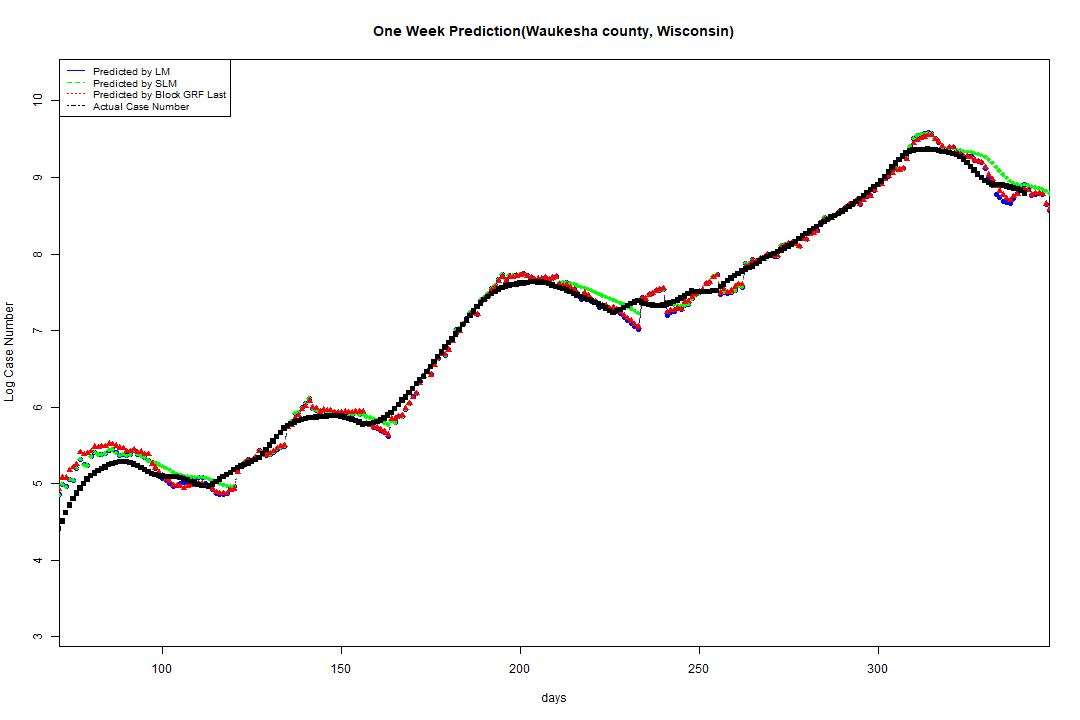 One Week Prediction(Waukesha county, Wisconsin)
Predicted by LM
Predicted by SLM
Predicted by Block GRF Last
Actual Case Number
10
9
8
7
6
5
4
3
Log Case Number
100 150 200 250 300
days